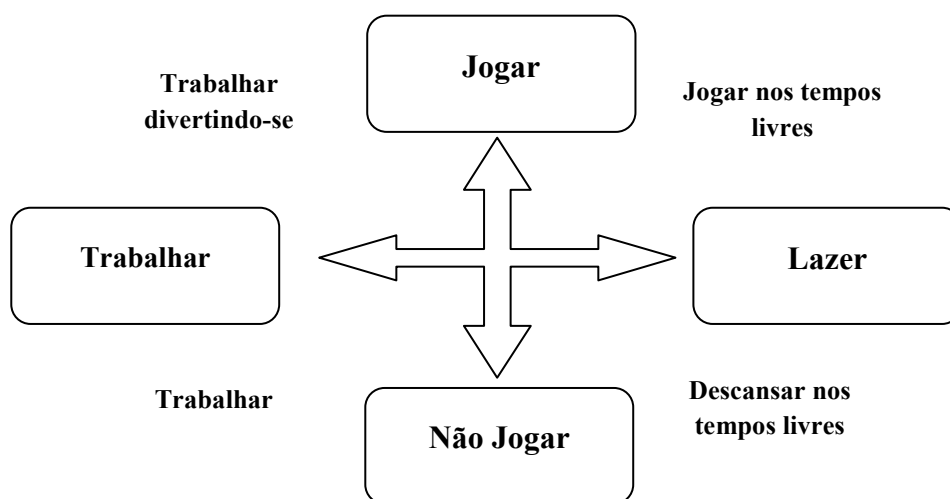 Jogar
Trabalhar
divertindo-se
Jogar nos tempos
livres
Trabalhar
Lazer
Trabalhar
Não Jogar
Descansar nos
tempos livres